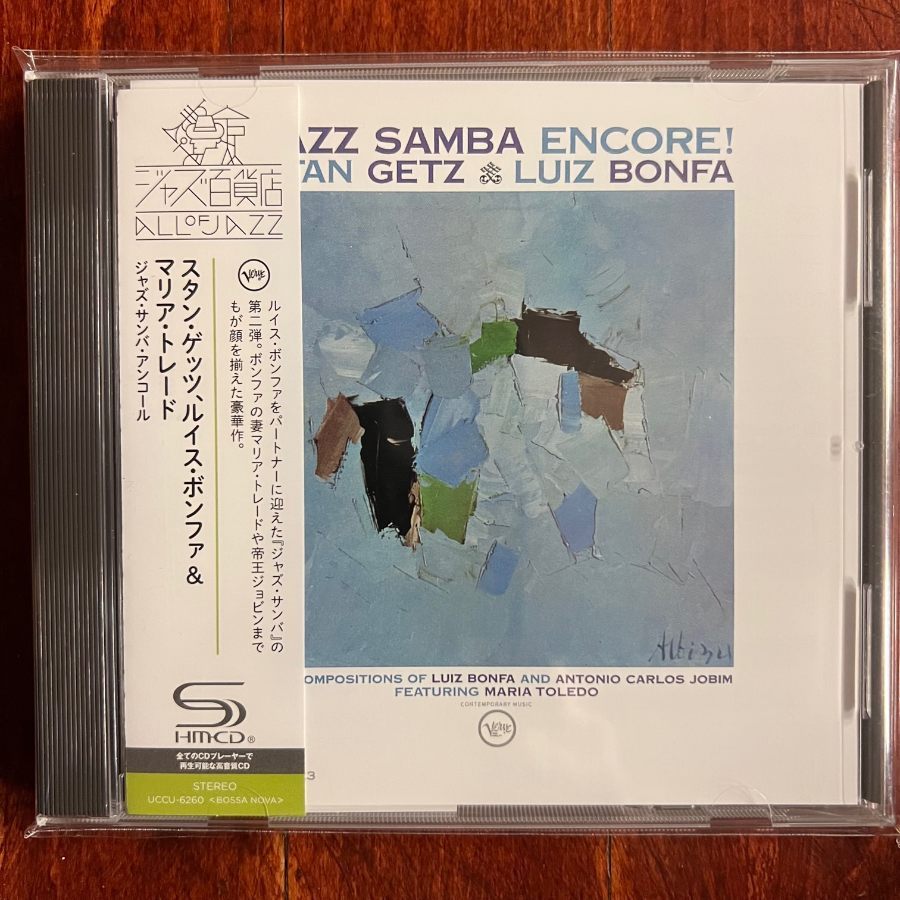 ジャズ百貨店
ALL OF JAZZ
スタン・ゲッツ、ルイス・ボンファ &
マリア・トレード
ジャズ・サンバ・アンコール
Verve
ルイス・ボンファをパートナーに迎えた『ジャズ・サンバ』の
第二弾。ボンファの妻マリア・トレードや帝王ジョビンまで
もが顔を揃えた豪華作。
SHM-CD®
全てのCDプレーヤーで
再生可能な高音質CD
STEREO
UCCU-6260 <BOSSA NOVA>
AZZ SAMBA ENCORE!
TAN GETZ LUIZ BONFA
Albizu
OMPOSITIONS OF LUIZ BONFA AND ANTONIO CARLOS JOBIM
FEATURING MARIA TOLEDO
CONTEMPORARY MUSIC
Verve
3